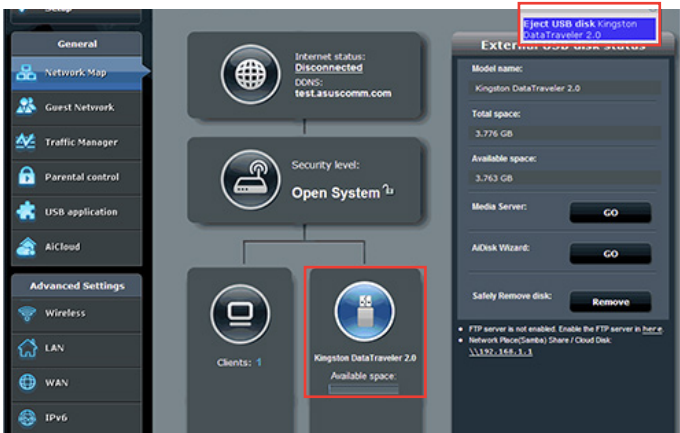 Setup
General
Network Map
Guest Network
Traffic Manager
Parental control
USB application
AiCloud
Advanced Settings
Wireless
LAN
WAN
IPv6
Internet status:
Disconnected
DDNS:
test.asuscomm.com
Security level:
Open System
Clients: 1
Kingston DataTraveler 2.0
Available space:
Eject USB disk Kingston
DataTraveler 2.0
External USB disk status
Model name:
Kingston DataTraveler 2.0
Total space:
3.776 GB
Available space:
3.763 GB
Media Server:
GO
AiDisk Wizard:
GO
Safely Remove disk:
Remove
FTP server is not enabled. Enable the FTP server in here.
Network Place(Samba) Share / Cloud Disk:
\\192.168.1.1